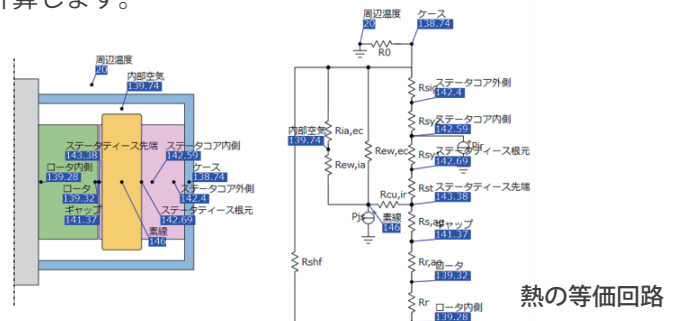 計算します。
周辺温度
20
内部空気
139.74
ステータティース先端
143.38
ステータコア内側
142.59
ロータ内側
139.28
ケース
138.74
ロータ
139.32
ステータコア外側
142.4
ギャップ
141.37
ステータティース根元
142.69
素線
146
周辺温度
20
ケース
138.74
R0
Rsig
ステータコア外側
142.4
Rsy
ステータコア内側
142.59
Pir
内部空気
139.74
Ria,ec
Rew,ec
Rsy
ステータティース根元
142.69
Rew,ia
Rcu,ir
Rst
ステータティース先端
143.38
Pjs
素線
146
Rs,ag
ギャップ
141.37
Rshf
Rr,ag
ロータ
139.32
Rr
ロータ内側
139.28
熱の等価回路